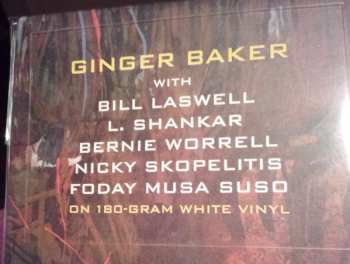 GINGER BAKER
WITH
BILL LASWELL
L. SHANKAR
BERNIE WORRELL
NICKY SKOPELITIS
FODAY MUSA SUSO
ON 180-GRAM WHITE VINYL